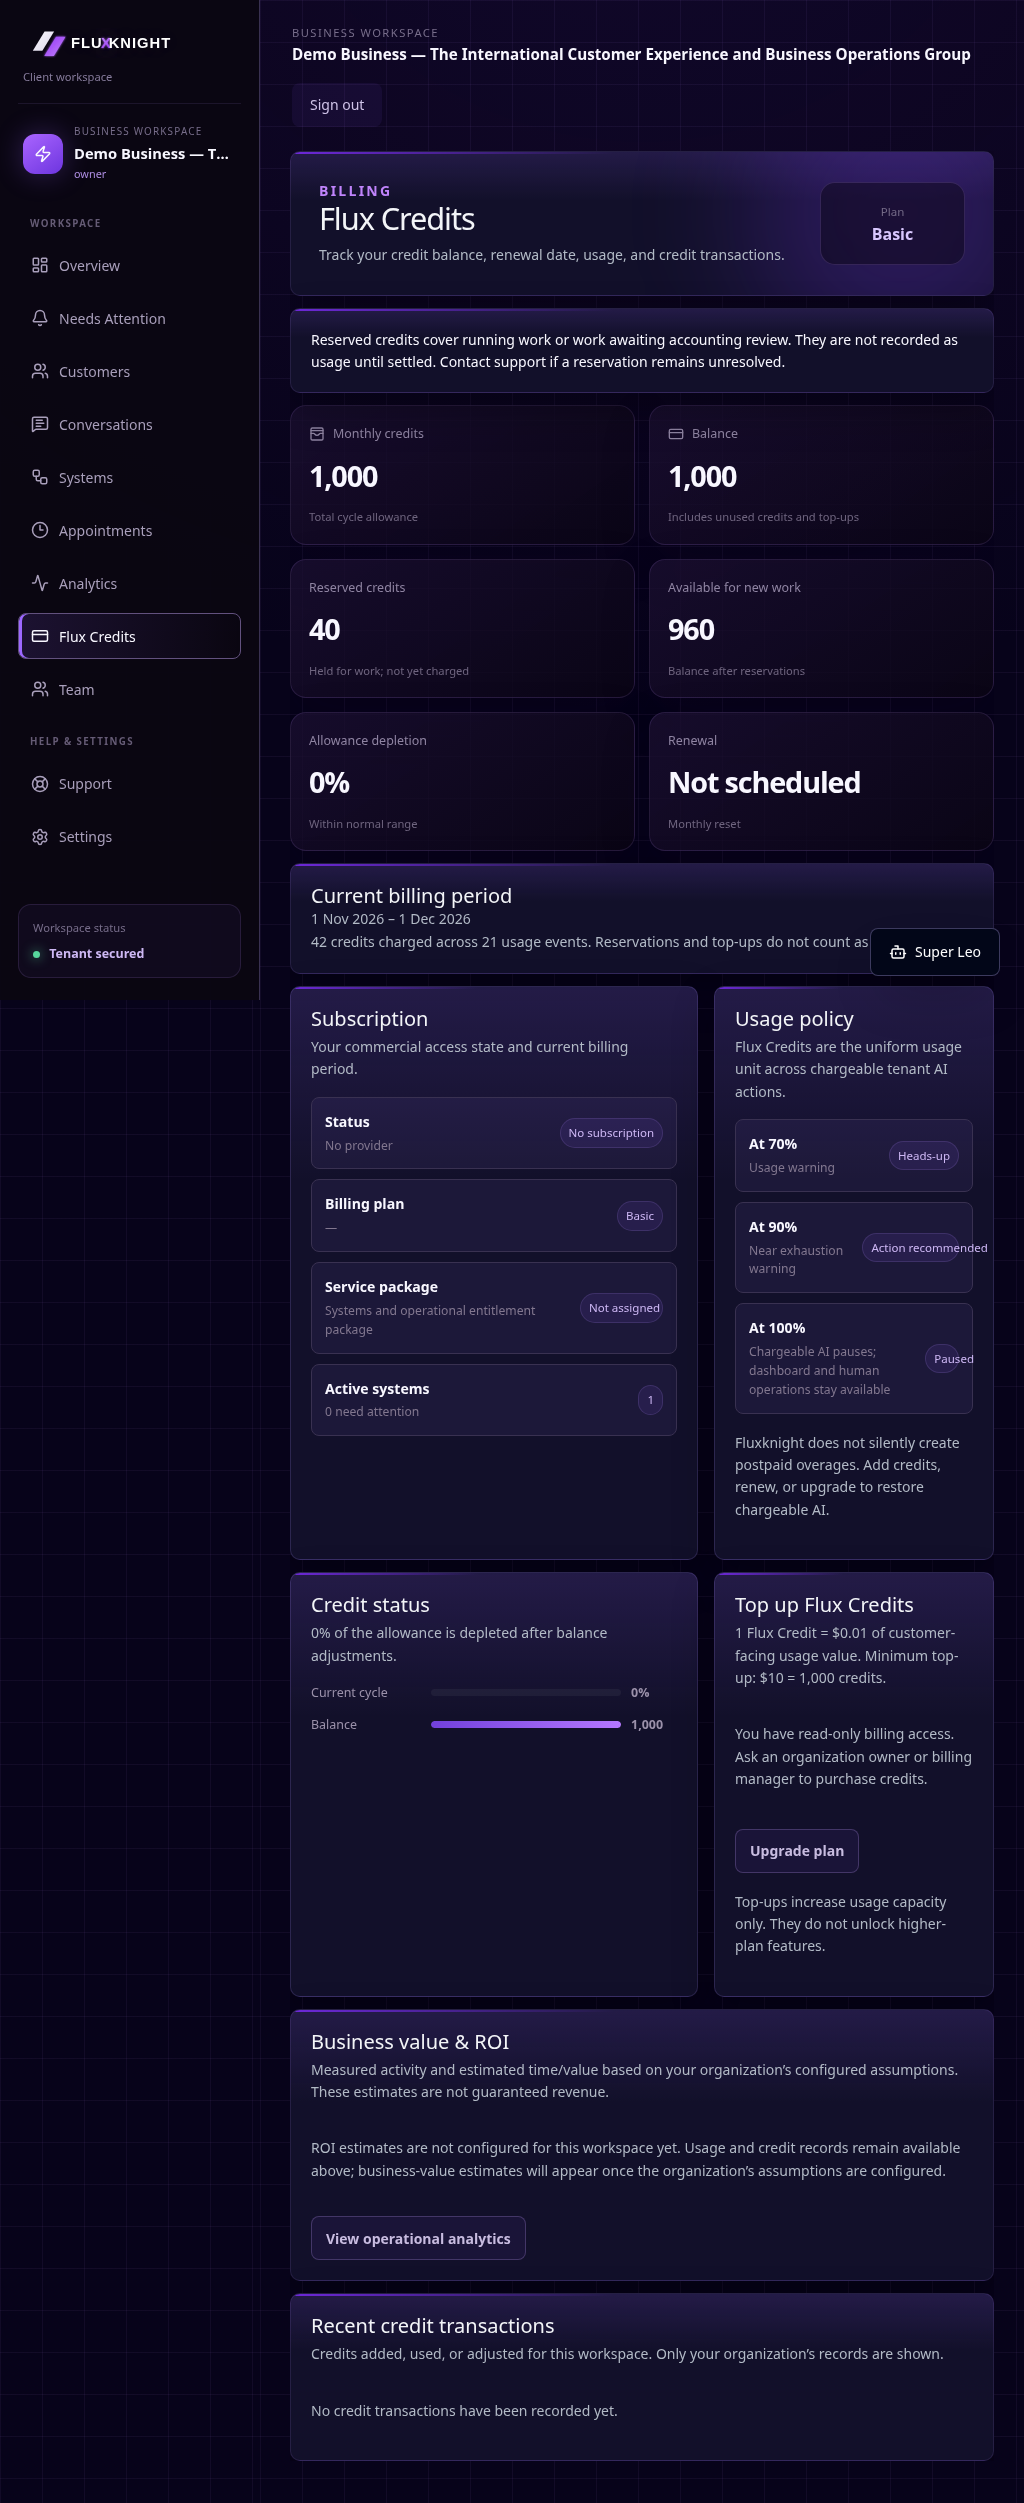 FLUXKNIGHT
Client workspace
BUSINESS WORKSPACE
Demo Business — T...
owner
WORKSPACE
Overview
Needs Attention
Customers
Conversations
Systems
Appointments
Analytics
Flux Credits
Team
HELP & SETTINGS
Support
Settings
Workspace status
Tenant secured
BUSINESS WORKSPACE
Demo Business — The International Customer Experience and Business Operations Group
Sign out
BILLING
Flux Credits
Track your credit balance, renewal date, usage, and credit transactions.
Plan
Basic
Reserved credits cover running work or work awaiting accounting review. They are not recorded as
usage until settled. Contact support if a reservation remains unresolved.
Monthly credits
1,000
Total cycle allowance
Balance
1,000
Includes unused credits and top-ups
Reserved credits
40
Held for work; not yet charged
Available for new work
960
Balance after reservations
Allowance depletion
0%
Within normal range
Renewal
Not scheduled
Monthly reset
Current billing period
1 Nov 2026 – 1 Dec 2026
42 credits charged across 21 usage events. Reservations and top-ups do not count as
Super Leo
Subscription
Your commercial access state and current billing
period.
Status
No provider
No subscription
Billing plan
—
Basic
Service package
Systems and operational entitlement
package
Not assigned
Active systems
0 need attention
1
Usage policy
Flux Credits are the uniform usage
unit across chargeable tenant AI
actions.
At 70%
Usage warning
Heads-up
At 90%
Near exhaustion
warning
Action recommended
At 100%
Chargeable AI pauses;
dashboard and human
operations stay available
Paused
Fluxknight does not silently create
postpaid overages. Add credits,
renew, or upgrade to restore
chargeable AI.
Credit status
0% of the allowance is depleted after balance
adjustments.
Current cycle
0%
Balance
1,000
Top up Flux Credits
1 Flux Credit = $0.01 of customer-
facing usage value. Minimum top-
up: $10 = 1,000 credits.
You have read-only billing access.
Ask an organization owner or billing
manager to purchase credits.
Upgrade plan
Top-ups increase usage capacity
only. They do not unlock higher-
plan features.
Business value & ROI
Measured activity and estimated time/value based on your organization’s configured assumptions.
These estimates are not guaranteed revenue.
ROI estimates are not configured for this workspace yet. Usage and credit records remain available
above; business-value estimates will appear once the organization’s assumptions are configured.
View operational analytics
Recent credit transactions
Credits added, used, or adjusted for this workspace. Only your organization’s records are shown.
No credit transactions have been recorded yet.